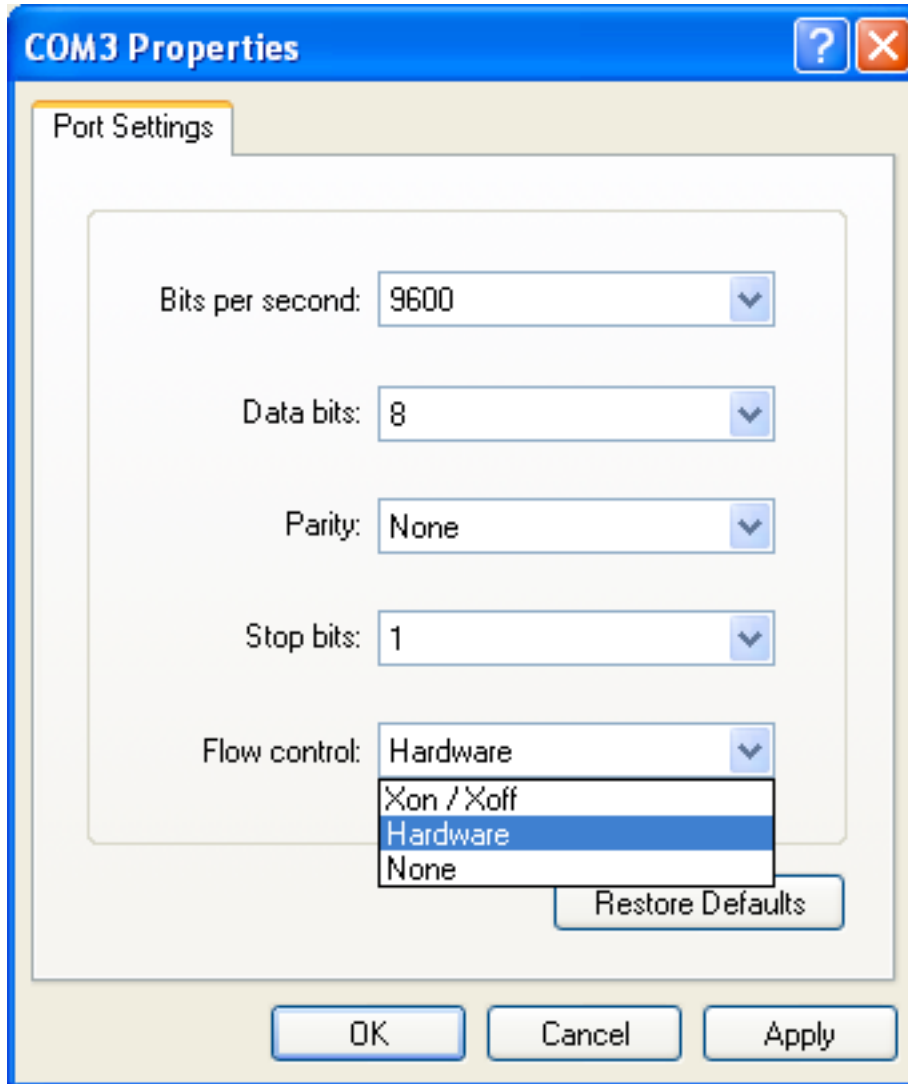 COM3 Properties
Port Settings
Bits per second: 9600
Data bits: 8
Parity: None
Stop bits: 1
Flow control: Hardware
Xon / Xoff
Hardware
None
Restore Defaults
OK Cancel Apply